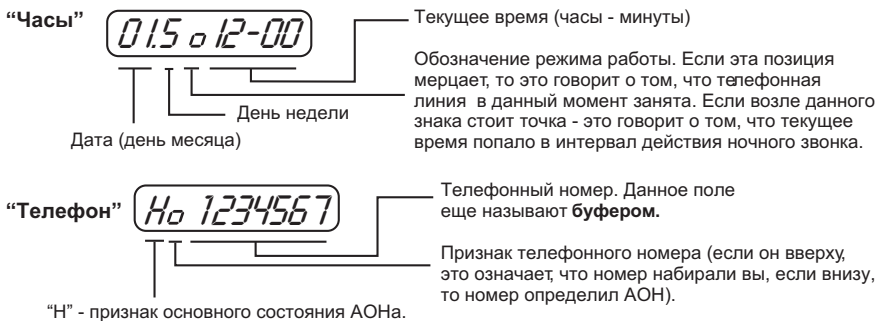 “Часы”
01.5 o 12-00
Текущее время (часы - минуты)
Обозначение режима работы. Если эта позиция
мерцает, то это говорит о том, что телефонная
линия в данный момент занята. Если возле данного
знака стоит точка - это говорит о том, что текущее
время попало в интервал действия ночного звонка.
День недели
Дата (день месяца)
“Телефон”
Но 1234567
Телефонный номер. Данное поле
еще называют буфером.
Признак телефонного номера (если он вверху,
это означает, что номер набирали вы, если внизу,
то номер определил АОН).
“Н” - признак основного состояния АОНа.